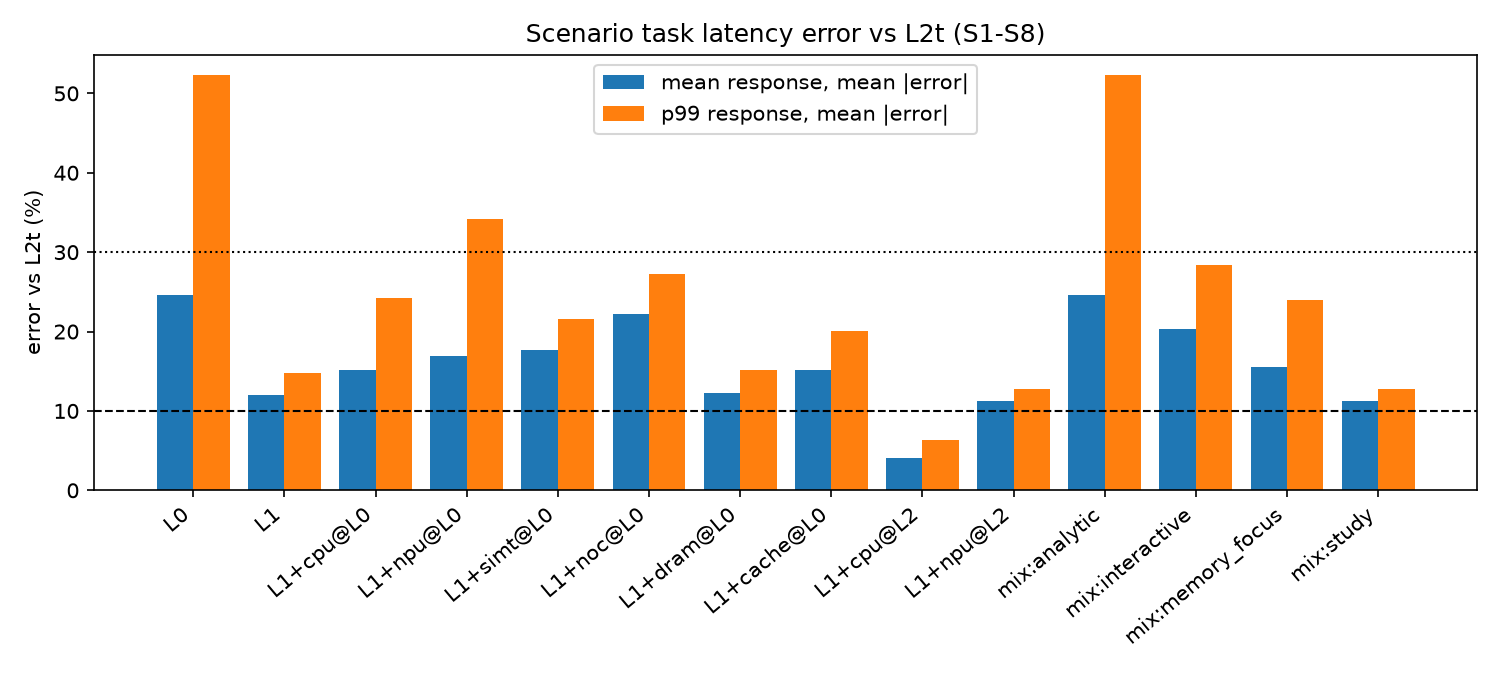 Scenario task latency error vs L2t (S1-S8)
mean response, mean |error|
p99 response, mean |error|
error vs L2t (%)
50
40
30
20
10
0
L0
L1
L1+cpu@L0
L1+npu@L0
L1+simt@L0
L1+noc@L0
L1+dram@L0
L1+cache@L0
L1+cpu@L2
L1+npu@L2
mix:analytic
mix:interactive
mix:memory_focus
mix:study